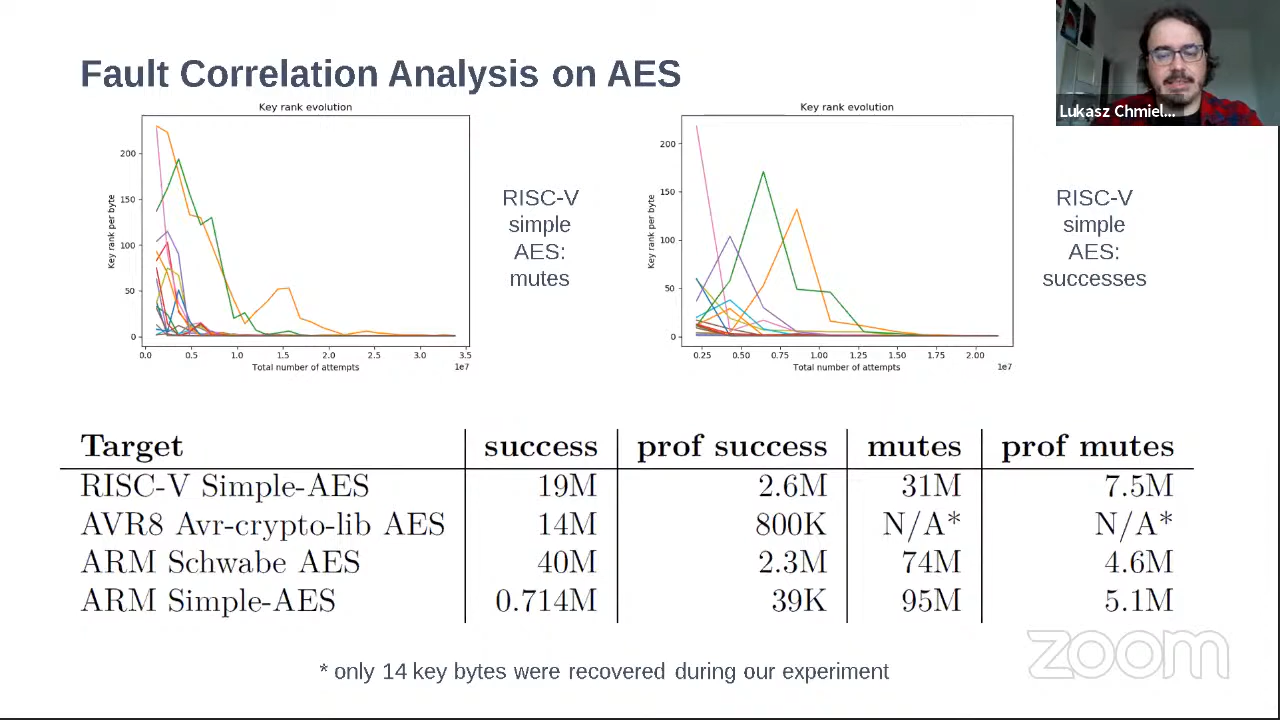 Fault Correlation Analysis on AES
Lukasz Chmiel...
Key rank evolution
Key rank per byte
200
150
100
50
0
0.0 0.5 1.0 1.5 2.0 2.5 3.0 3.5
1e7
Total number of attempts
RISC-V
simple
AES:
mutes
Key rank evolution
Key rank per byte
200
150
100
50
0
0.25 0.50 0.75 1.00 1.25 1.50 1.75 2.00
1e7
Total number of attempts
RISC-V
simple
AES:
successes
Target success prof success mutes prof mutes
RISC-V Simple-AES 19M 2.6M 31M 7.5M
AVR8 Avr-crypto-lib AES 14M 800K N/A* N/A*
ARM Schwabe AES 40M 2.3M 74M 4.6M
ARM Simple-AES 0.714M 39K 95M 5.1M
zoom
* only 14 key bytes were recovered during our experiment